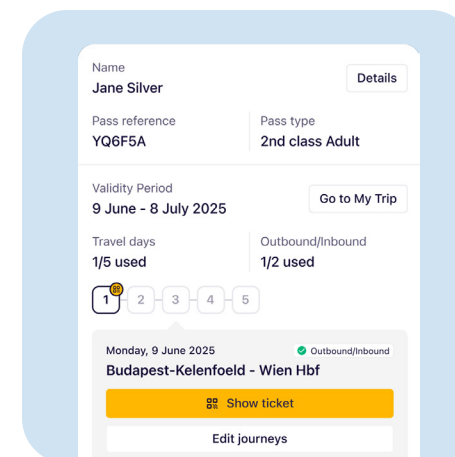 Name
Jane Silver
Details
Pass reference
Pass type
YQ6F5A
2nd class Adult
Validity Period
9 June - 8 July 2025
Go to My Trip
Travel days
Outbound/Inbound
1/5 used
1/2 used
1 2 3 4 5
Monday, 9 June 2025
Outbound/Inbound
Budapest-Kelenfoeld - Wien Hbf
Show ticket
Edit journeys